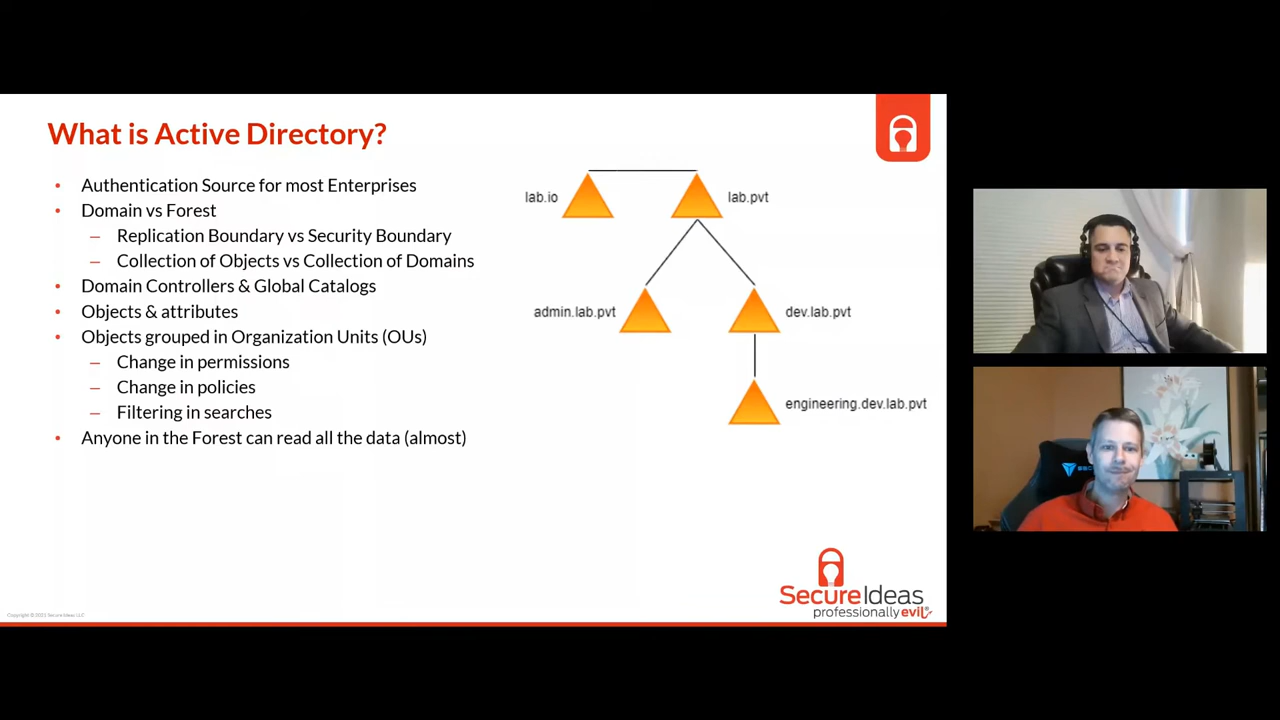 What is Active Directory?
• Authentication Source for most Enterprises
• Domain vs Forest
– Replication Boundary vs Security Boundary
– Collection of Objects vs Collection of Domains
• Domain Controllers & Global Catalogs
• Objects & attributes
• Objects grouped in Organization Units (OUs)
– Change in permissions
– Change in policies
– Filtering in searches
• Anyone in the Forest can read all the data (almost)
lab.io
lab.pvt
admin.lab.pvt
dev.lab.pvt
engineering.dev.lab.pvt
SecureIdeas
professionally evil®